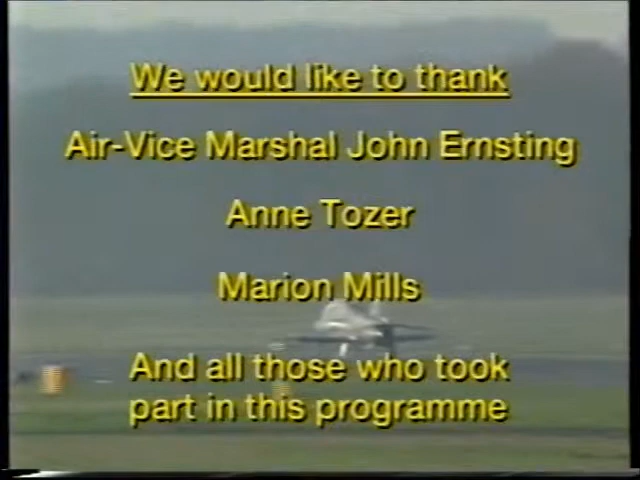 We would like to thank
Air-Vice Marshal John Ernsting
Anne Tozer
Marion Mills
And all those who took
part in this programme